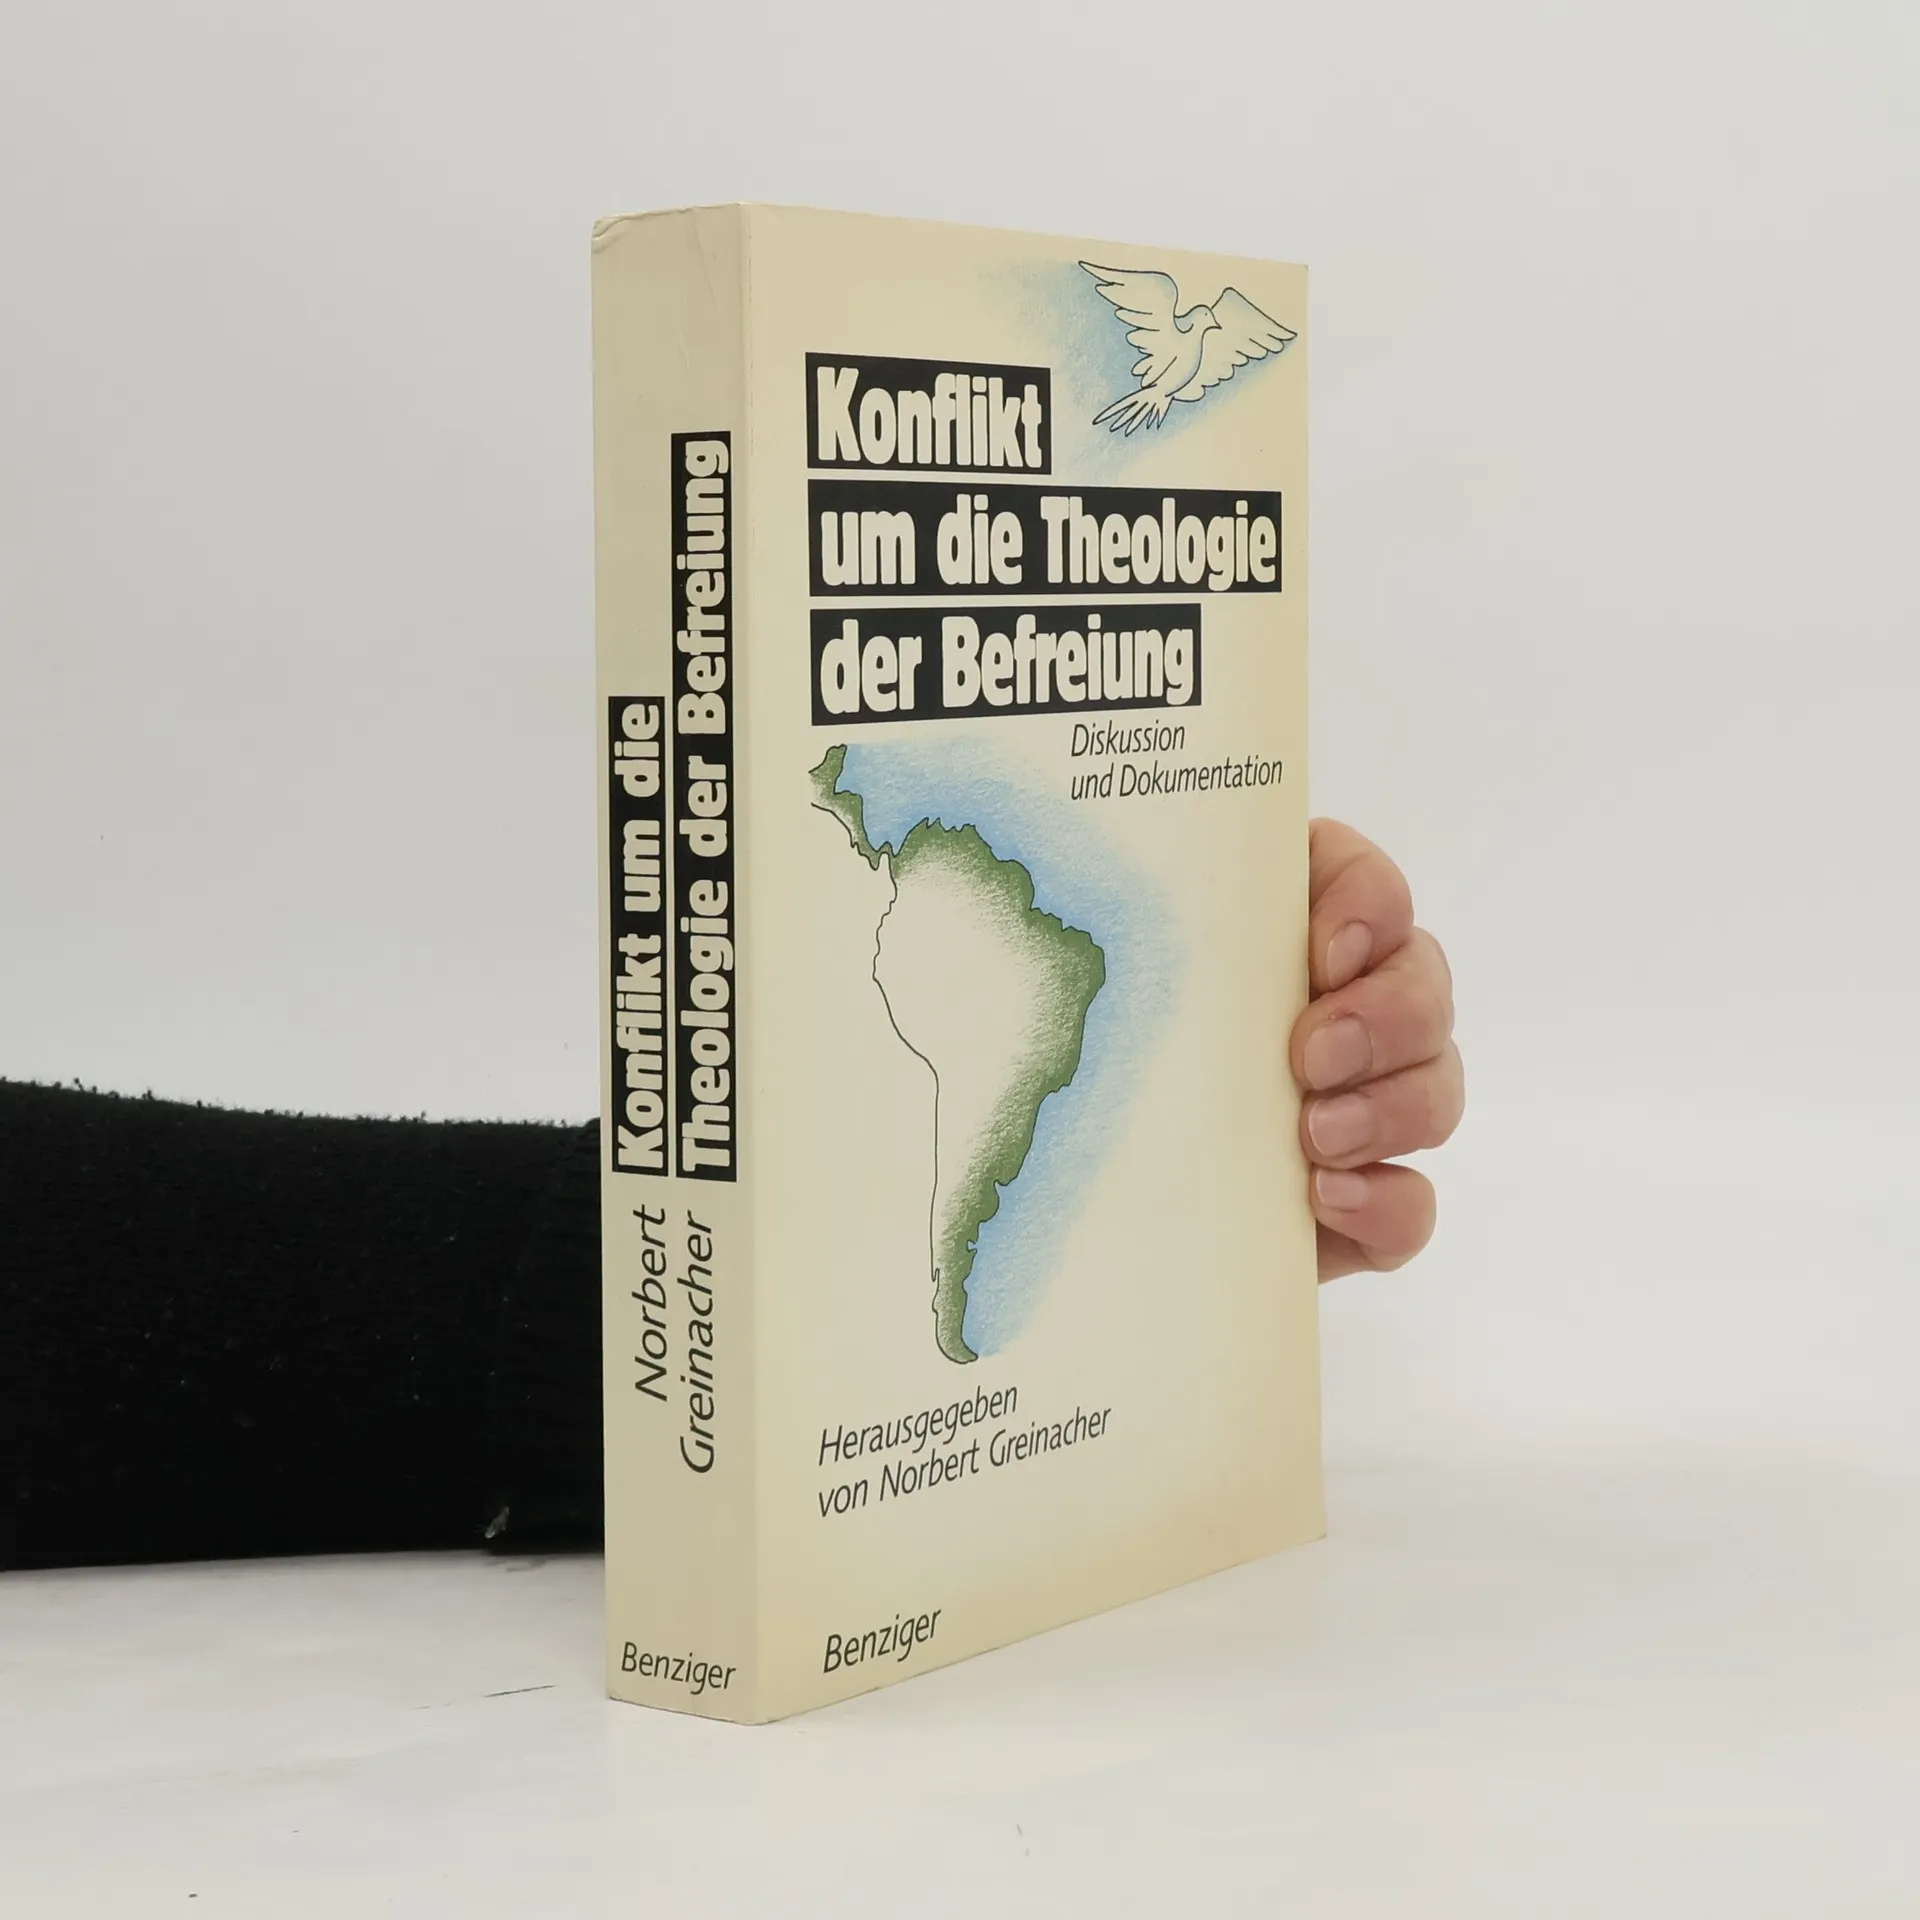 Konflikt
um die Theologie
der Befreiung
Diskussion
und Dokumentation
Herausgegeben
von Norbert Greinacher
Benziger
Konflikt um die
Theologie der Befreiung
Norbert
Greinacher
Benziger